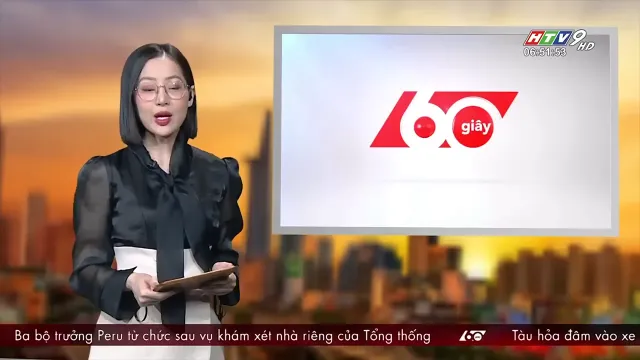 HTV9 HD
06:51:53
60 giây
Ba bộ trưởng Peru từ chức sau vụ khám xét nhà riêng của Tổng thống 60 Tàu hỏa đâm vào xe